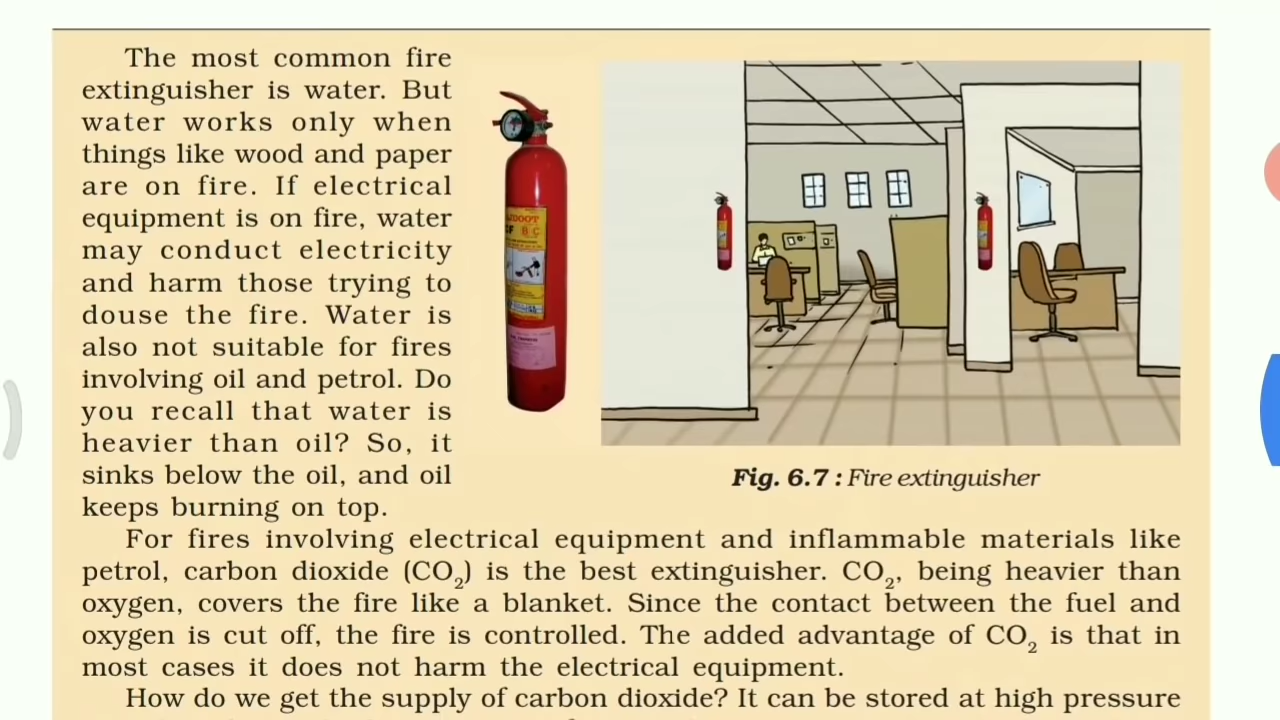 The most common fire
extinguisher is water. But
water works only when
things like wood and paper
are on fire. If electrical
equipment is on fire, water
may conduct electricity
and harm those trying to
douse the fire. Water is
also not suitable for fires
involving oil and petrol. Do
you recall that water is
heavier than oil? So, it
sinks below the oil, and oil
keeps burning on top.
Fig. 6.7 : Fire extinguisher
For fires involving electrical equipment and inflammable materials like
petrol, carbon dioxide (CO₂) is the best extinguisher. CO₂, being heavier than
oxygen, covers the fire like a blanket. Since the contact between the fuel and
oxygen is cut off, the fire is controlled. The added advantage of CO₂ is that in
most cases it does not harm the electrical equipment.
How do we get the supply of carbon dioxide? It can be stored at high pressure